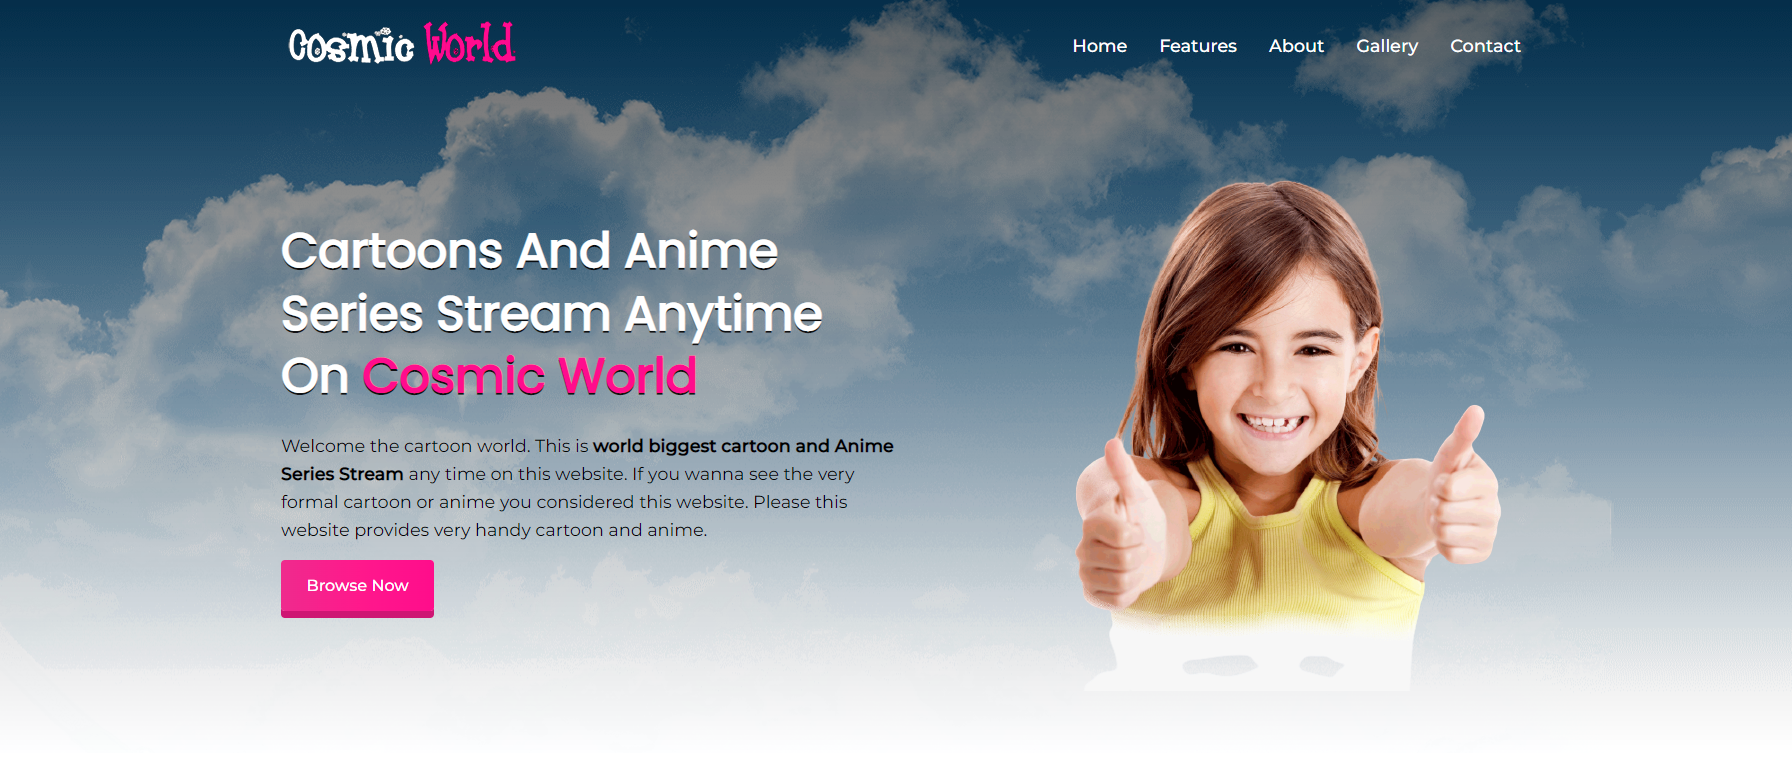 Cosmic World
Home Features About Gallery Contact
Cartoons And Anime
Series Stream Anytime
On Cosmic World
Welcome the cartoon world. This is world biggest cartoon and Anime
Series Stream any time on this website. If you wanna see the very
formal cartoon or anime you considered this website. Please this
website provides very handy cartoon and anime.
Browse Now